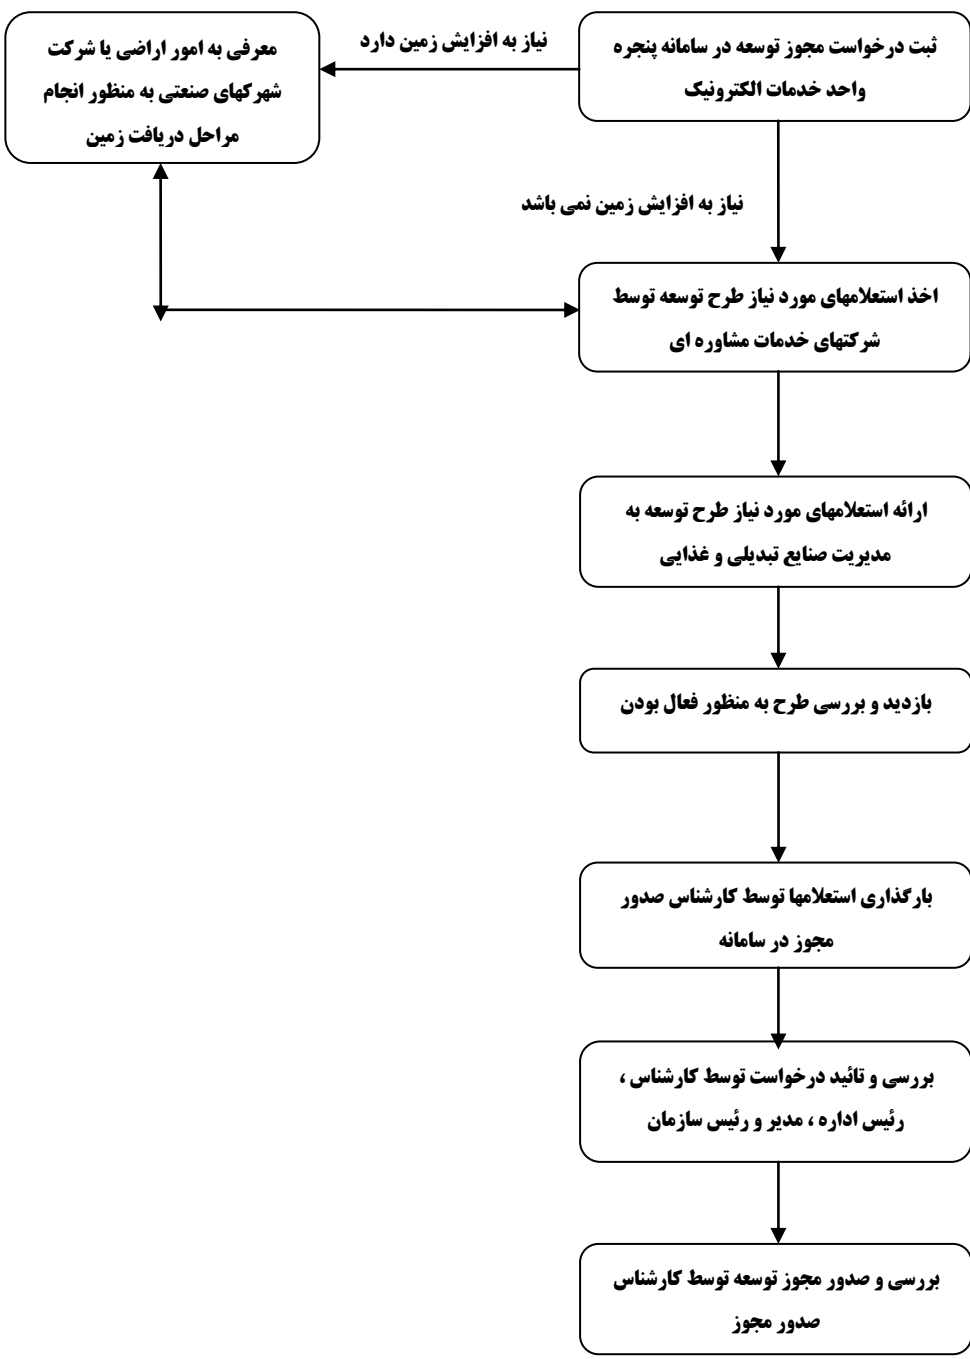 ثبت درخواست مجوز توسعه در سامانه پنجره
واحد خدمات الکترونیک
نیاز به افزایش زمین دارد
معرفی به امور اراضی یا شرکت
شهرکهای صنعتی به منظور انجام
مراحل دریافت زمین
نیاز به افزایش زمین نمی باشد
اخذ استعلامهای مورد نیاز طرح توسعه توسط
شرکتهای خدمات مشاوره ای
ارائه استعلامهای مورد نیاز طرح توسعه به
مدیریت صنایع تبدیلی و غذایی
بازدید و بررسی طرح به منظور فعال بودن
بارگذاری استعلامها توسط کارشناس صدور
مجوز در سامانه
بررسی و تائید درخواست توسط کارشناس ،
رئیس اداره ، مدیر و رئیس سازمان
بررسی و صدور مجوز توسعه توسط کارشناس
صدور مجوز